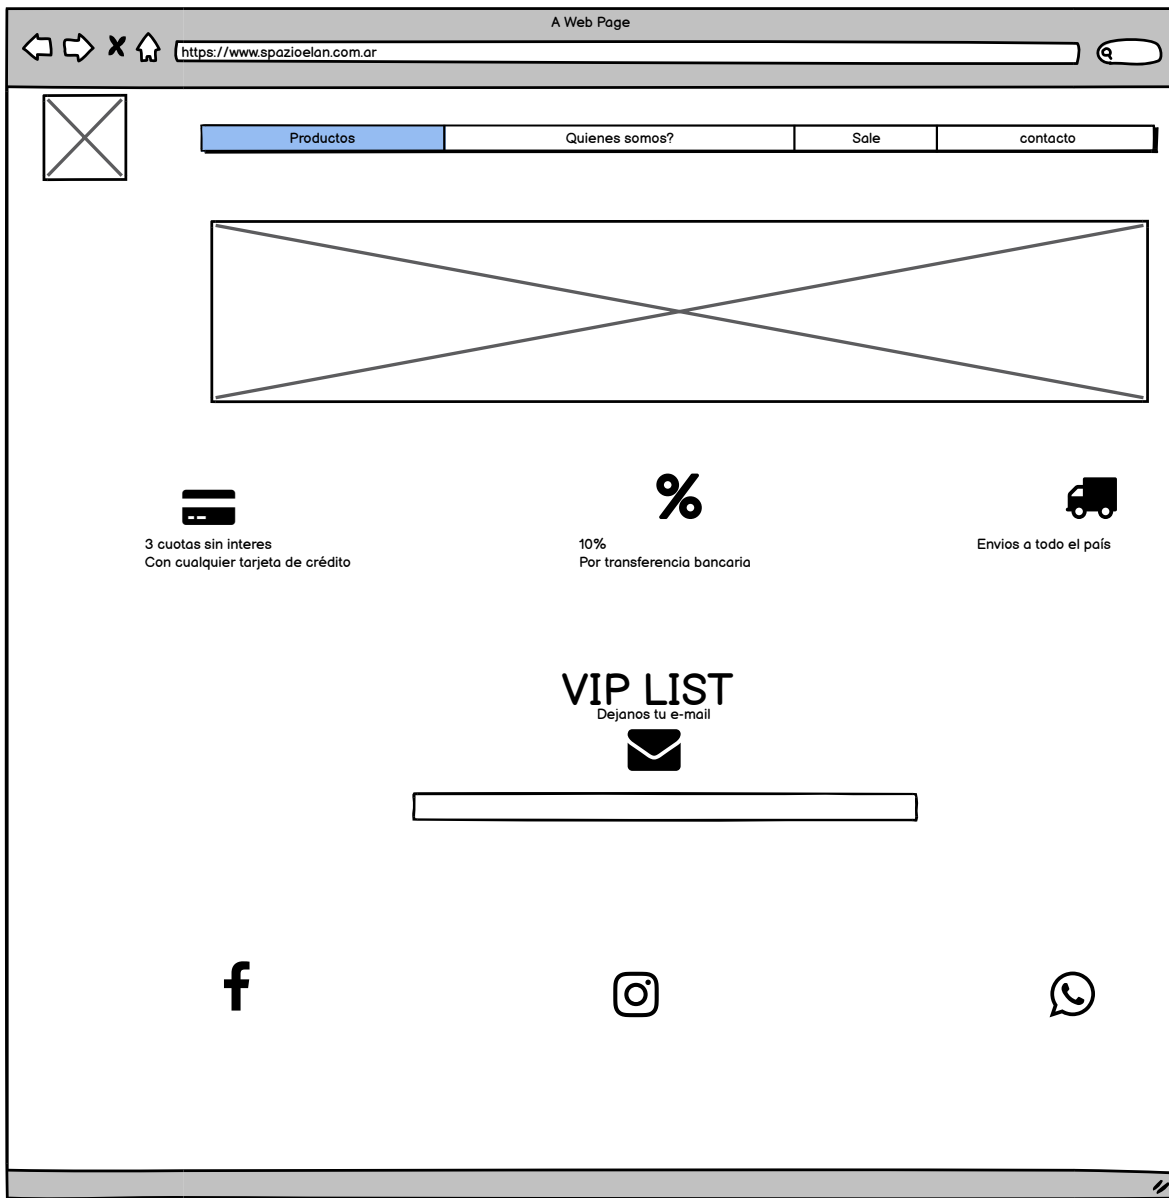 A Web Page
https://www.spazioelan.com.ar
Productos
Quienes somos?
Sale
contacto
%
3 cuotas sin interes
Con cualquier tarjeta de crédito
10%
Por transferencia bancaria
Envios a todo el país
VIP LIST
Dejanos tu e-mail